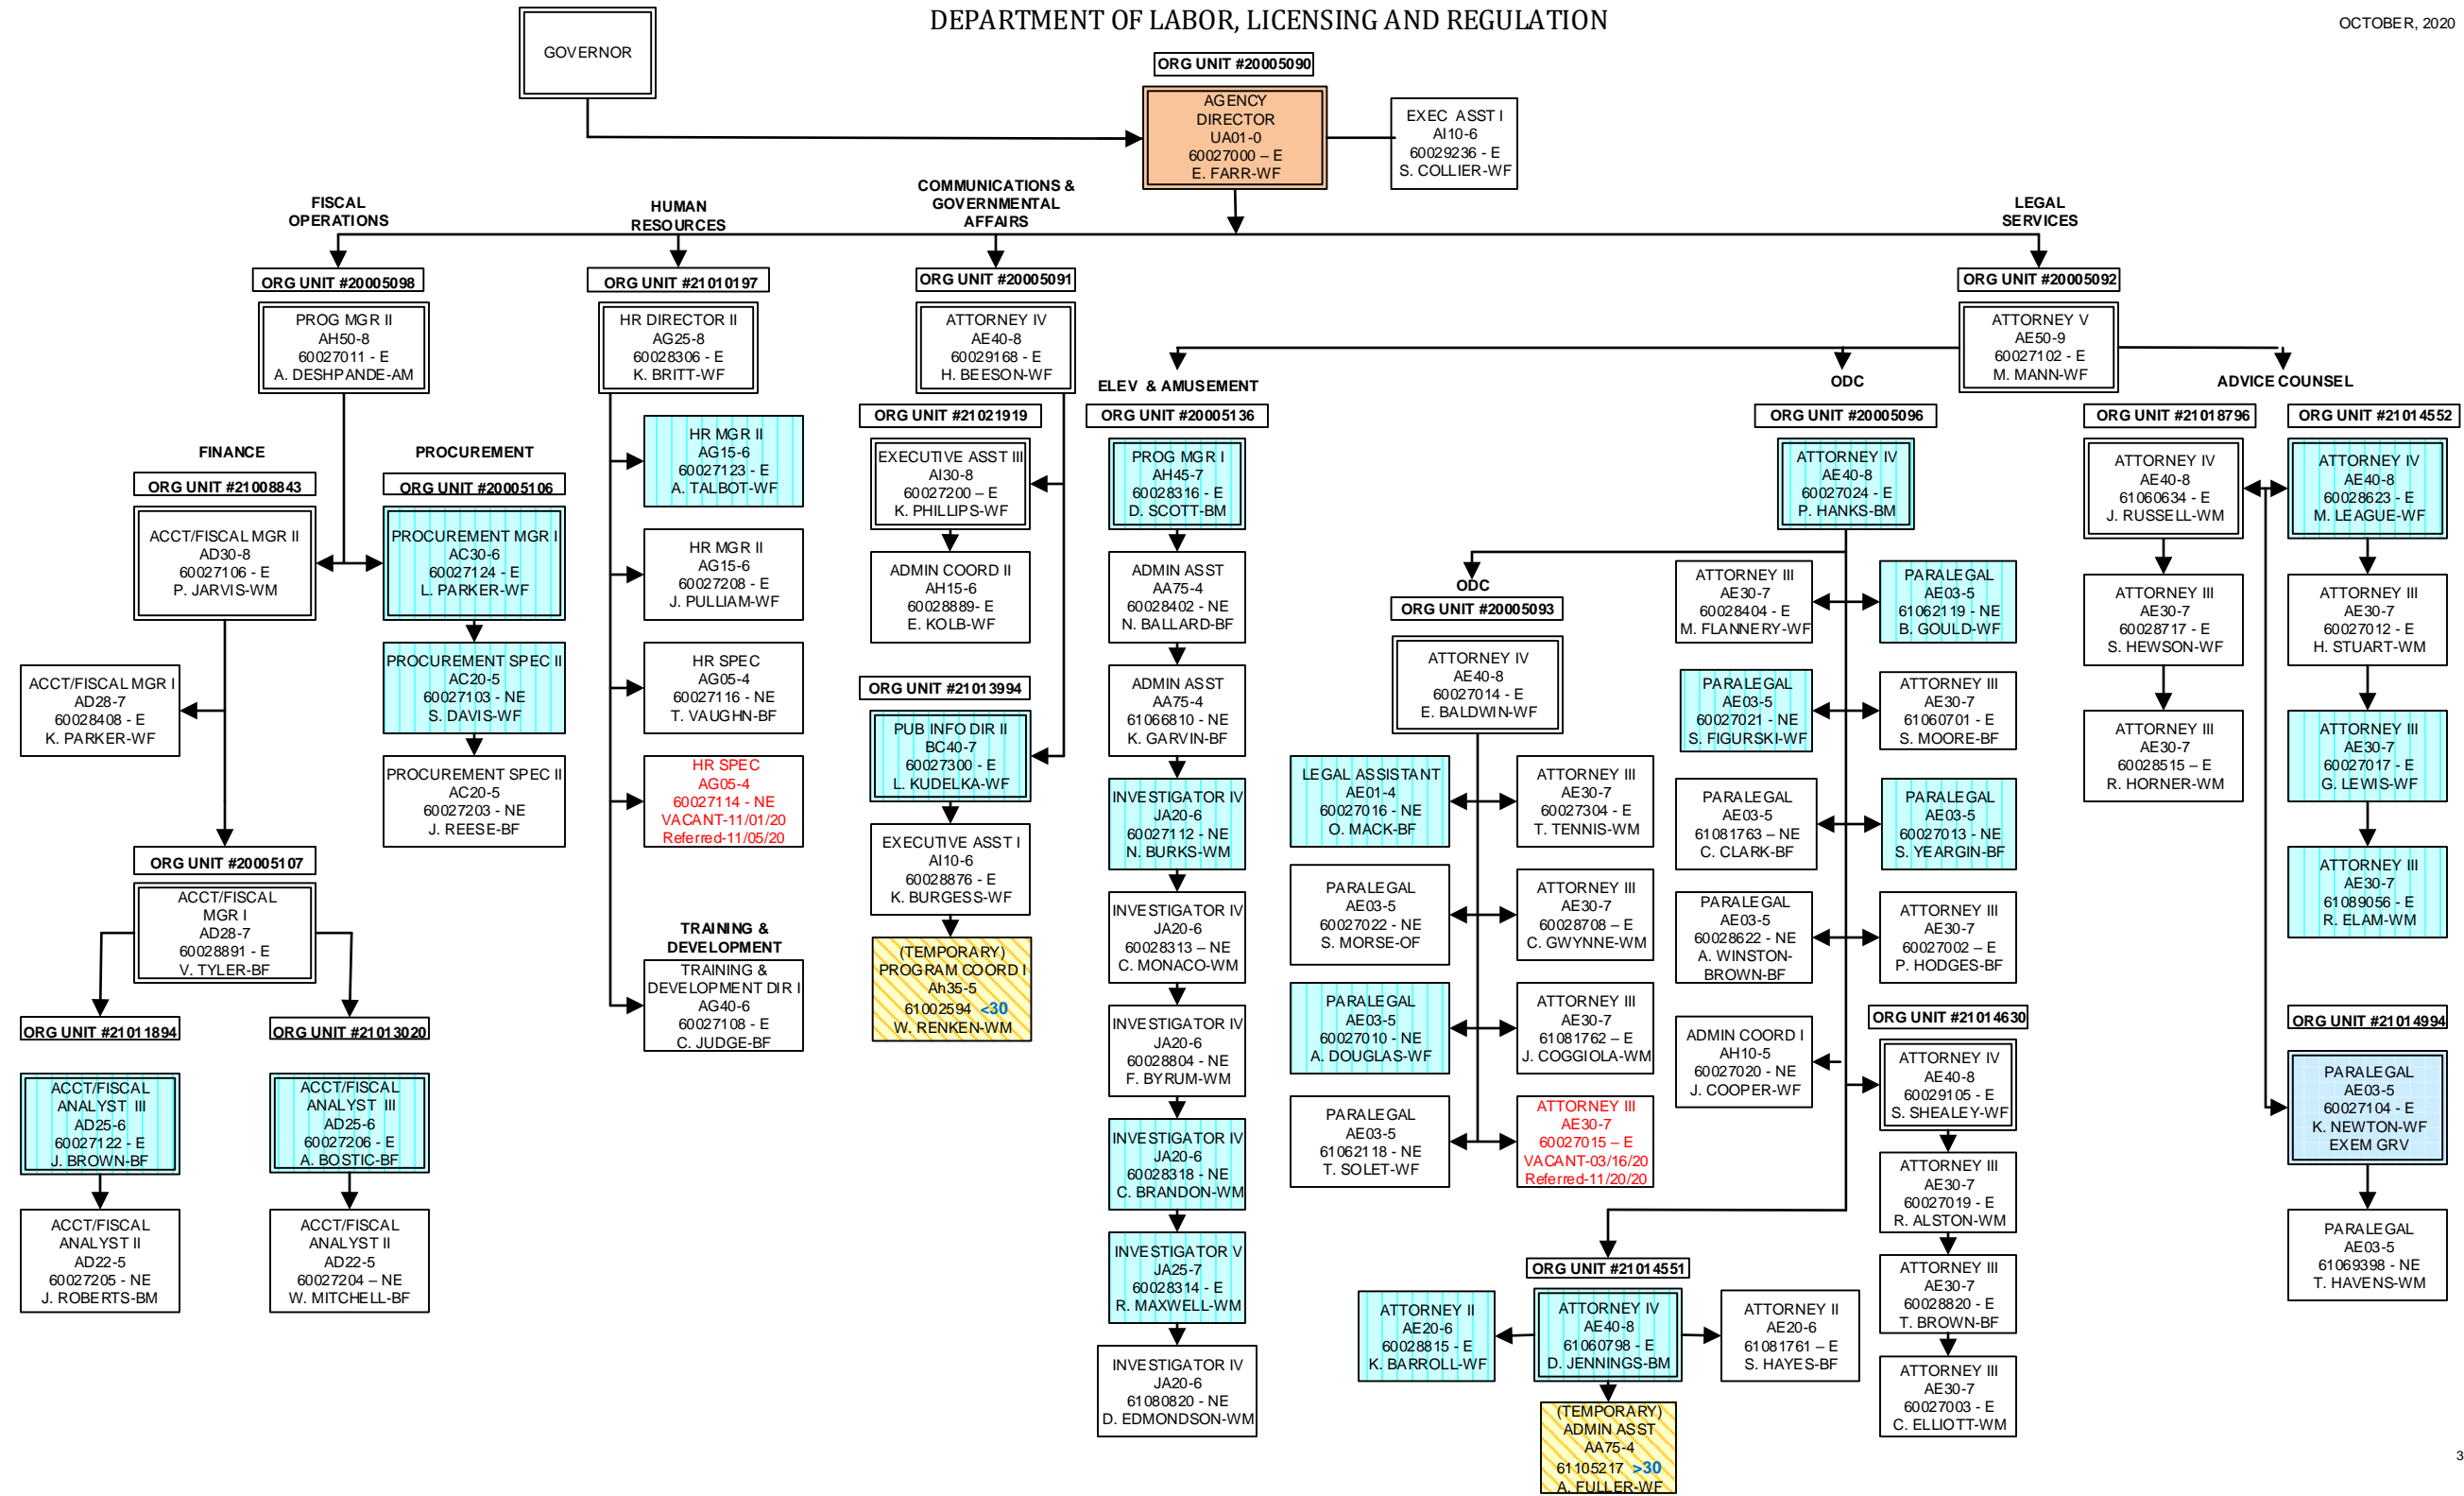 DEPARTMENT OF LABOR, LICENSING AND REGULATION
OCTOBER, 2020
GOVERNOR
ORG UNIT #20005090
AGENCY
DIRECTOR
UA01-0
60027000 – E
E. FARR-WF
EXEC ASST I
AI10-6
60029236 - E
S. COLLIER-WF
FISCAL
OPERATIONS
HUMAN
RESOURCES
COMMUNICATIONS &
GOVERNMENTAL
AFFAIRS
LEGAL
SERVICES
ORG UNIT #20005098
PROG MGR II
AH50-8
60027011 - E
A. DESHPANDE-AM
FINANCE
ORG UNIT #21008843
ACCT/FISCAL MGR II
AD30-8
60027106 - E
P. JARVIS-WM
PROCUREMENT
ORG UNIT #20005106
PROCUREMENT MGR I
AC30-6
60027124 - E
L. PARKER-WF
PROCUREMENT SPEC II
AC20-5
60027103 - NE
S. DAVIS-WF
PROCUREMENT SPEC II
AC20-5
60027203 - NE
J. REESE-BF
ACCT/FISCAL MGR I
AD28-7
60028408 - E
K. PARKER-WF
ORG UNIT #20005107
ACCT/FISCAL
MGR I
AD28-7
60028891 - E
V. TYLER-BF
ORG UNIT #21011894
ACCT/FISCAL
ANALYST III
AD25-6
60027122 - E
J. BROWN-BF
ACCT/FISCAL
ANALYST II
AD22-5
60027205 - NE
J. ROBERTS-BM
ORG UNIT #21013020
ACCT/FISCAL
ANALYST III
AD25-6
60027206 - E
A. BOSTIC-BF
ACCT/FISCAL
ANALYST II
AD22-5
60027204 – NE
W. MITCHELL-BF
ORG UNIT #21010197
HR DIRECTOR II
AG25-8
60028306 - E
K. BRITT-WF
HR MGR II
AG15-6
60027123 - E
A. TALBOT-WF
HR MGR II
AG15-6
60027208 - E
J. PULLIAM-WF
HR SPEC
AG05-4
60027116 - NE
T. VAUGHN-BF
HR SPEC
AG05-4
60027114 - NE
VACANT-11/01/20
Referred-11/05/20
TRAINING &
DEVELOPMENT
TRAINING &
DEVELOPMENT DIR I
AG40-6
60027108 - E
C. JUDGE-BF
ORG UNIT #20005091
ATTORNEY IV
AE40-8
60029168 - E
H. BEESON-WF
ORG UNIT #21021919
EXECUTIVE ASST III
AI30-8
60027200 – E
K. PHILLIPS-WF
ADMIN COORD II
AH15-6
60028889- E
E. KOLB-WF
ORG UNIT #21013994
PUB INFO DIR II
BC40-7
60027300 - E
L. KUDELKA-WF
EXECUTIVE ASST I
AI10-6
60028876 - E
K. BURGESS-WF
(TEMPORARY)
PROGRAM COORD I
Ah35-5
61002594 <30
W. RENKEN-WM
ORG UNIT #20005092
ATTORNEY V
AE50-9
60027102 - E
M. MANN-WF
ELEV & AMUSEMENT
ORG UNIT #20005136
PROG MGR I
AH45-7
60028316 - E
D. SCOTT-BM
ADMIN ASST
AA75-4
60028402 - NE
N. BALLARD-BF
ADMIN ASST
AA75-4
61066810 - NE
K. GARVIN-BF
INVESTIGATOR IV
JA20-6
60027112 - NE
N. BURKS-WM
INVESTIGATOR IV
JA20-6
60028313 – NE
C. MONACO-WM
INVESTIGATOR IV
JA20-6
60028804 - NE
F. BYRUM-WM
INVESTIGATOR IV
JA20-6
60028318 - NE
C. BRANDON-WM
INVESTIGATOR V
JA25-7
60028314 - E
R. MAXWELL-WM
INVESTIGATOR IV
JA20-6
61080820 - NE
D. EDMONDSON-WM
ODC
ORG UNIT #20005096
ATTORNEY IV
AE40-8
60027024 - E
P. HANKS-BM
ODC
ORG UNIT #20005093
ATTORNEY IV
AE40-8
60027014 - E
E. BALDWIN-WF
LEGAL ASSISTANT
AE01-4
60027016 - NE
O. MACK-BF
ATTORNEY III
AE30-7
60027304 - E
T. TENNIS-WM
PARALEGAL
AE03-5
60027022 - NE
S. MORSE-OF
ATTORNEY III
AE30-7
60028708 – E
C. GWYNNE-WM
PARALEGAL
AE03-5
60027010 - NE
A. DOUGLAS-WF
ATTORNEY III
AE30-7
61081762 – E
J. COGGIOLA-WM
PARALEGAL
AE03-5
61062118 - NE
T. SOLET-WF
ATTORNEY III
AE30-7
60027015 – E
VACANT-03/16/20
Referred-11/20/20
ATTORNEY III
AE30-7
60028404 - E
M. FLANNERY-WF
PARALEGAL
AE03-5
61062119 - NE
B. GOULD-WF
PARALEGAL
AE03-5
60027021 - NE
S. FIGURSKI-WF
ATTORNEY III
AE30-7
61060701 - E
S. MOORE-BF
PARALEGAL
AE03-5
61081763 – NE
C. CLARK-BF
PARALEGAL
AE03-5
60027013 - NE
S. YEARGIN-BF
PARALEGAL
AE03-5
60028622 - NE
A. WINSTON-
BROWN-BF
ATTORNEY III
AE30-7
60027002 – E
P. HODGES-BF
ADMIN COORD I
AH10-5
60027020 - NE
J. COOPER-WF
ORG UNIT #21014630
ATTORNEY IV
AE40-8
60029105 - E
S. SHEALEY-WF
ATTORNEY III
AE30-7
60027019 - E
R. ALSTON-WM
ATTORNEY III
AE30-7
60028820 - E
T. BROWN-BF
ATTORNEY III
AE30-7
60027003 - E
C. ELLIOTT-WM
ORG UNIT #21014551
ATTORNEY II
AE20-6
60028815 - E
K. BARROLL-WF
ATTORNEY IV
AE40-8
61060798 - E
D. JENNINGS-BM
ATTORNEY II
AE20-6
61081761 – E
S. HAYES-BF
(TEMPORARY)
ADMIN ASST
AA75-4
61105217 >30
A. FULLER-WF
ADVICE COUNSEL
ORG UNIT #21018796
ATTORNEY IV
AE40-8
61060634 - E
J. RUSSELL-WM
ATTORNEY III
AE30-7
60028717 - E
S. HEWSON-WF
ATTORNEY III
AE30-7
60028515 – E
R. HORNER-WM
ORG UNIT #21014552
ATTORNEY IV
AE40-8
60028623 - E
M. LEAGUE-WF
ATTORNEY III
AE30-7
60027012 - E
H. STUART-WM
ATTORNEY III
AE30-7
60027017 - E
G. LEWIS-WF
ATTORNEY III
AE30-7
61089056 - E
R. ELAM-WM
ORG UNIT #21014994
PARALEGAL
AE03-5
60027104 - E
K. NEWTON-WF
EXEM GRV
PARALEGAL
AE03-5
61069398 - NE
T. HAVENS-WM
3